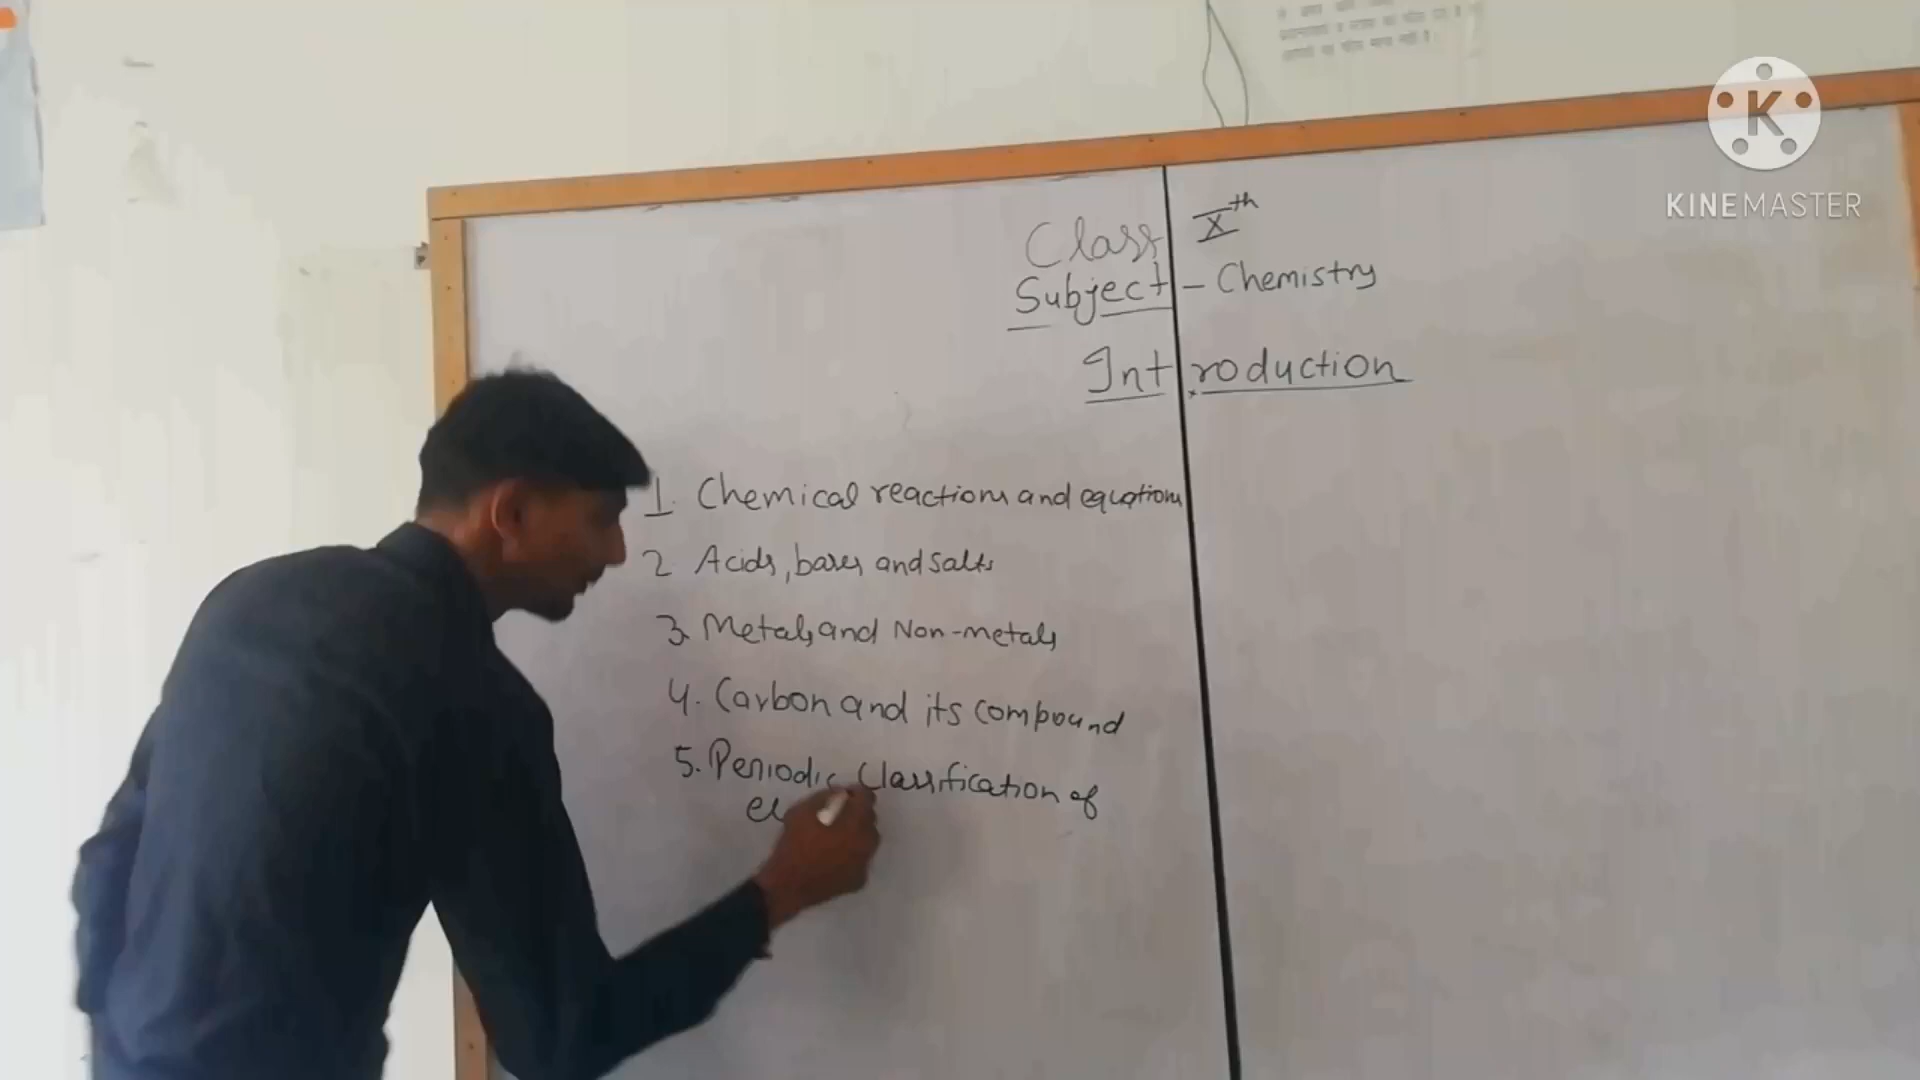 Class Xth
Subject - Chemistry
Introduction
1. Chemical reactions and equations
2 Acids, bases and salts
3 Metals and Non-metals
4. Carbon and its compound
5. Periodic Classification of
el
K
KINEMASTER